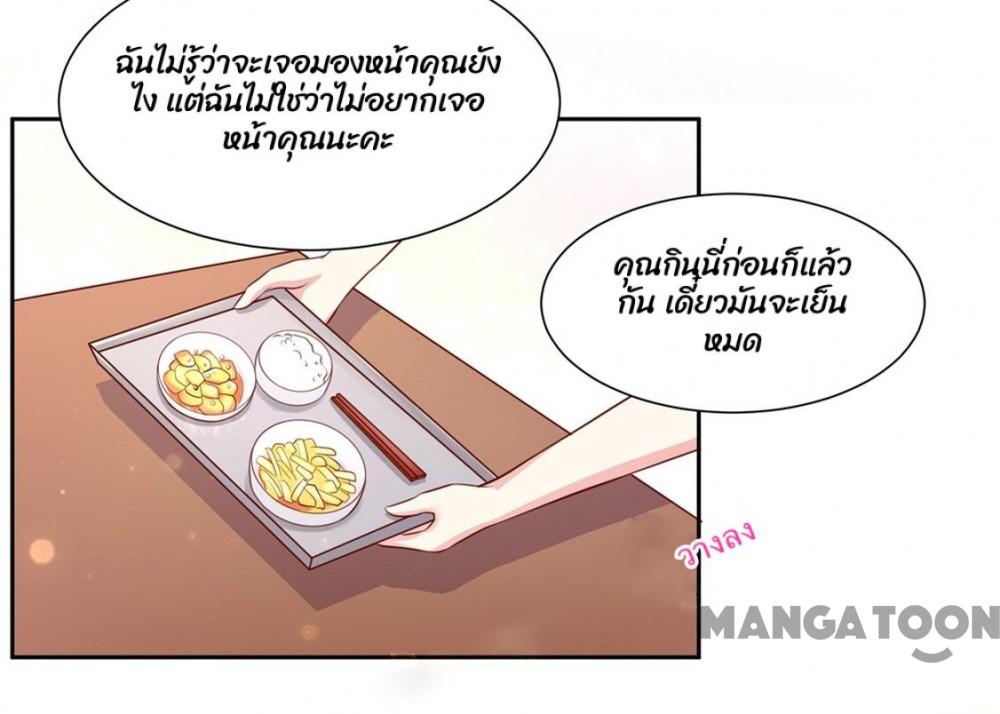 ฉันไม่รู้ว่าจะเจอมองหน้าคุณยัง
ไง แต่ฉันไม่ใช่ว่าไม่อยากเจอ
หน้าคุณนะคะ
คุณกินนี่ก่อนก็แล้ว
กัน เดี๋ยวมันจะเย็น
หมด
วางลง
MANGATOON